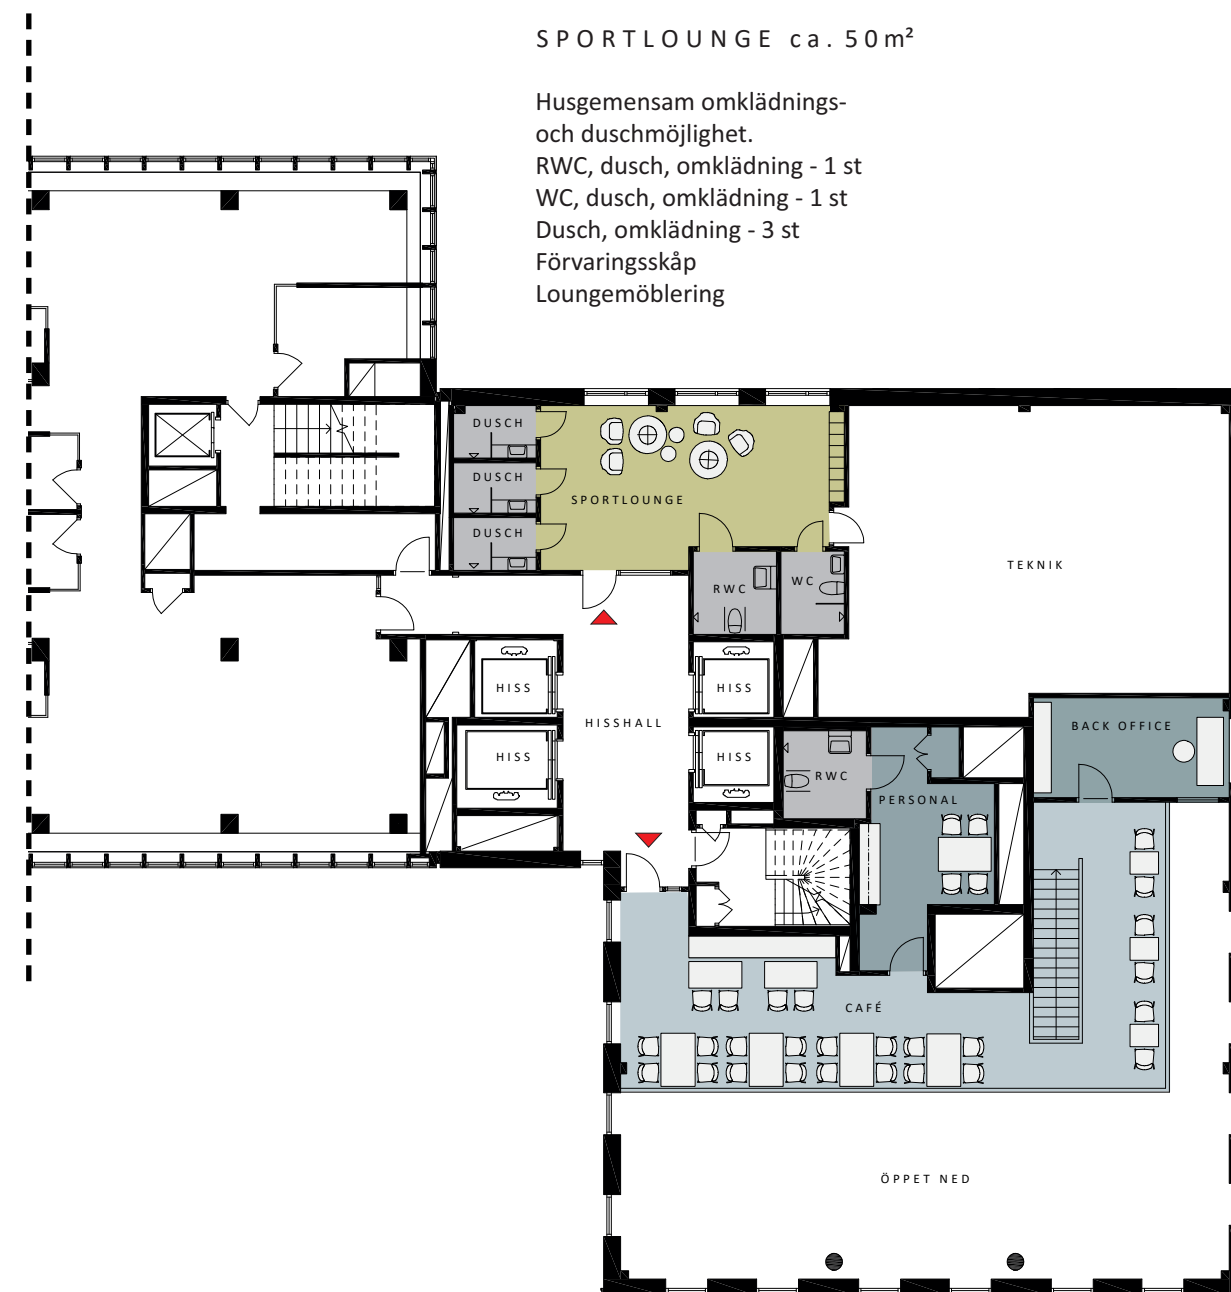 SPORTLOUNGE ca. 50m²
Husgemensam omklädnings-
och duschmöjlighet.
RWC, dusch, omklädning - 1 st
WC, dusch, omklädning - 1 st
Dusch, omklädning - 3 st
Förvaringsskåp
Loungemöblering
DUSCH
DUSCH
SPORTLOUNGE
DUSCH
TEKNIK
RWC
WC
HISS
HISS
HISSHALL
BACK OFFICE
HISS
HISS
RWC
PERSONAL
CAFÉ
ÖPPET NED